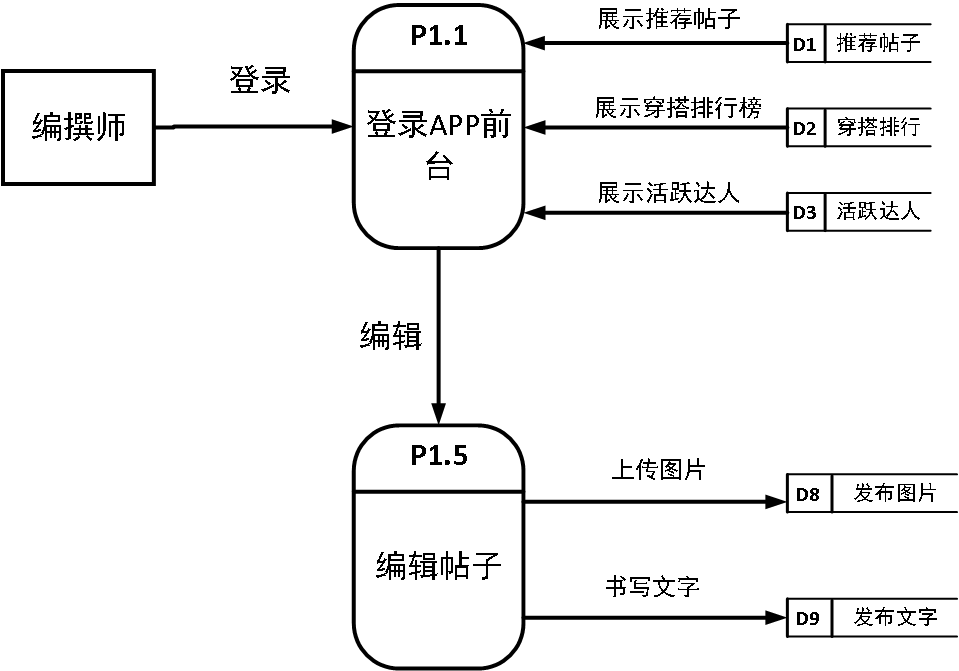 P1.1
展示推荐帖子
D1 推荐帖子
编撰师
登录
登录APP前
台
展示穿搭排行榜
D2 穿搭排行
展示活跃达人
D3 活跃达人
编辑
P1.5
上传图片
D8 发布图片
编辑帖子
书写文字
D9 发布文字